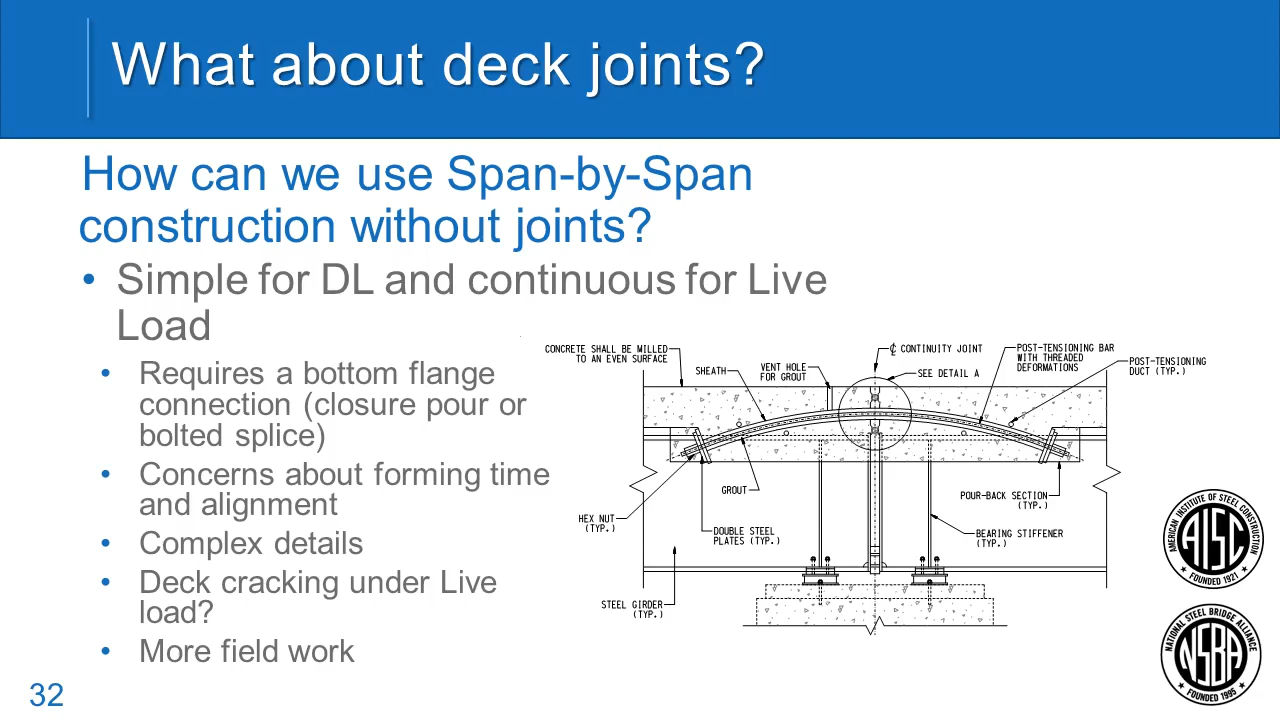 What about deck joints?
How can we use Span-by-Span
construction without joints?
• Simple for DL and continuous for Live
Load
• Requires a bottom flange
connection (closure pour or
bolted splice)
• Concerns about forming time
and alignment
• Complex details
• Deck cracking under Live
load?
• More field work
32
CONCRETE SHALL BE MILLED
TO AN EVEN SURFACE
SHEATH
VENT HOLE
FOR GROUT
℄ CONTINUITY JOINT
SEE DETAIL A
POST-TENSIONING BAR
WITH THREADED
DEFORMATIONS
POST-TENSIONING
DUCT (TYP.)
GROUT
HEX NUT
(TYP.)
DOUBLE STEEL
PLATES (TYP.)
POUR-BACK SECTION
(TYP.)
BEARING STIFFENER
(TYP.)
STEEL GIRDER
(TYP.)
AMERICAN INSTITUTE OF STEEL CONSTRUCTION
AISC
★ FOUNDED 1921 ★
NATIONAL STEEL BRIDGE ALLIANCE
NSBA
★ FOUNDED 1995 ★